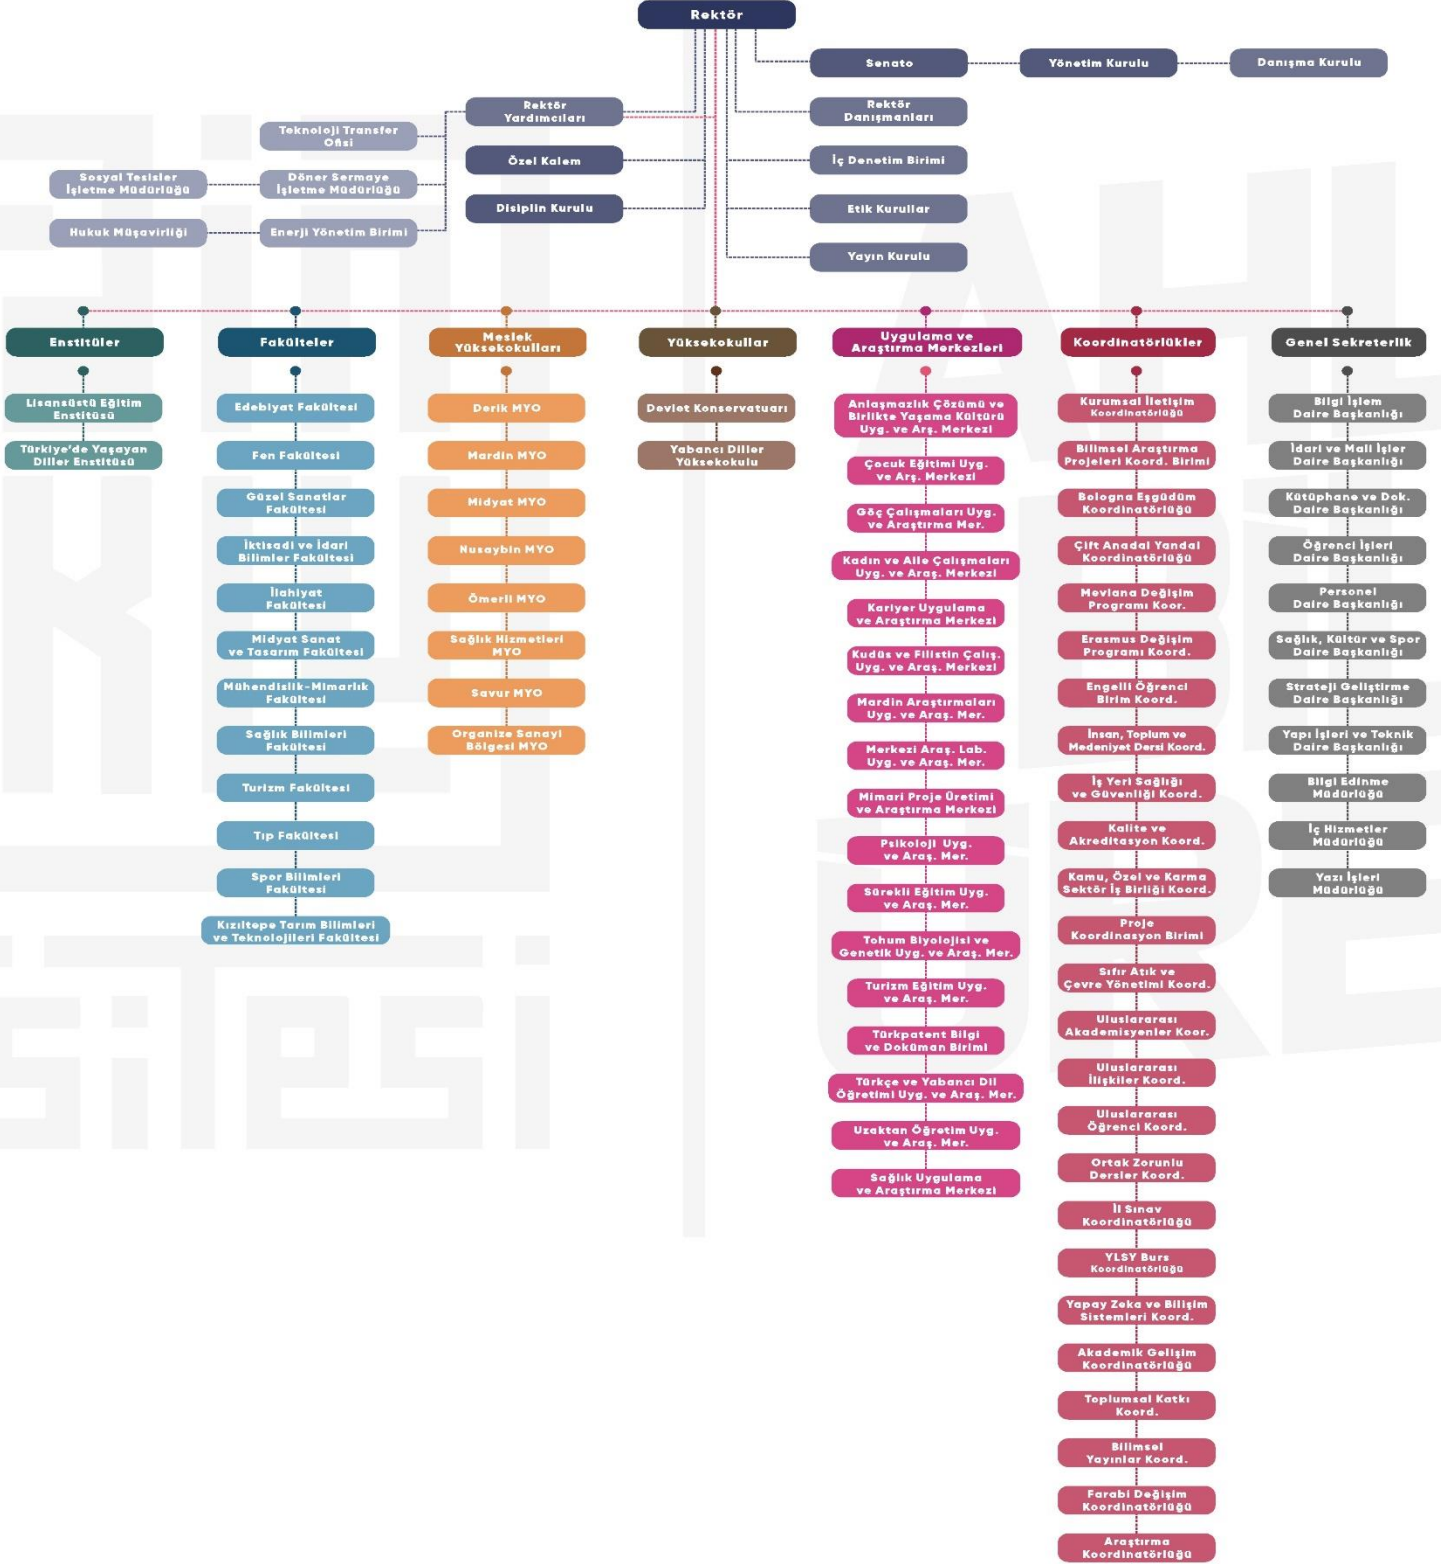 Rektör
Senato
Yönetim Kurulu
Danışma Kurulu
Rektör
Yardımcıları
Rektör
Danışmanları
Teknoloji Transfer
Ofisi
Özel Kalem
İç Denetim Birimi
Sosyal Tesisler
İşletme Müdürlüğü
Döner Sermaye
İşletme Müdürlüğü
Disiplin Kurulu
Etik Kurullar
Hukuk Müşavirliği
Enerji Yönetim Birimi
Yayın Kurulu
Enstitüler
Lisansüstü Eğitim
Enstitüsü
Türkiye'de Yaşayan
Diller Enstitüsü
Fakülteler
Edebiyat Fakültesi
Fen Fakültesi
Güzel Sanatlar
Fakültesi
İktisadi ve İdari
Bilimler Fakültesi
İlahiyat
Fakültesi
Midyat Sanat
ve Tasarım Fakültesi
Mühendislik-Mimarlık
Fakültesi
Sağlık Bilimleri
Fakültesi
Turizm Fakültesi
Tıp Fakültesi
Spor Bilimleri
Fakültesi
Kızıltepe Tarım Bilimleri
ve Teknolojileri Fakültesi
Meslek
Yüksekokulları
Derik MYO
Mardin MYO
Midyat MYO
Nusaybin MYO
Ömerli MYO
Sağlık Hizmetleri
MYO
Savur MYO
Organize Sanayi
Bölgesi MYO
Yüksekokullar
Devlet Konservatuarı
Yabancı Diller
Yüksekokulu
Uygulama ve
Araştırma Merkezleri
Anlaşmazlık Çözümü ve
Birlikte Yaşama Kültürü
Uyg. ve Arş. Merkezi
Çocuk Eğitimi Uyg.
ve Arş. Merkezi
Göç Çalışmaları Uyg.
ve Araştırma Mer.
Kadın ve Aile Çalışmaları
Uyg. ve Araş. Merkezi
Kariyer Uygulama
ve Araştırma Merkezi
Kudüs ve Filistin Çalış.
Uyg. ve Araş. Merkezi
Mardin Araştırmaları
Uyg. ve Araş. Mer.
Merkezi Araş. Lab.
Uyg. ve Araş. Mer.
Mimari Proje Üretimi
ve Araştırma Merkezi
Psikoloji Uyg.
ve Araş. Mer.
Sürekli Eğitim Uyg.
ve Araş. Mer.
Tohum Biyolojisi ve
Genetik Uyg. ve Araş. Mer.
Turizm Eğitim Uyg.
ve Araş. Mer.
Türkpatent Bilgi
ve Doküman Birimi
Türkçe ve Yabancı Dil
Öğretimi Uyg. ve Araş. Mer.
Uzaktan Öğretim Uyg.
ve Araş. Mer.
Sağlık Uygulama
ve Araştırma Merkezi
Koordinatörlükler
Kurumsal İletişim
Koordinatörlüğü
Bilimsel Araştırma
Projeleri Koord. Birimi
Bologna Eşgüdüm
Koordinatörlüğü
Çift Anadal Yandal
Koordinatörlüğü
Mevlana Değişim
Programı Koor.
Erasmus Değişim
Programı Koord.
Engelli Öğrenci
Birim Koord.
İnsan, Toplum ve
Medeniyet Dersi Koord.
İş Yeri Sağlığı
ve Güvenliği Koord.
Kalite ve
Akreditasyon Koord.
Kamu, Özel ve Karma
Sektör İş Birliği Koord.
Proje
Koordinasyon Birimi
Sıfır Atık ve
Çevre Yönetimi Koord.
Uluslararası
Akademisyenler Koor.
Uluslararası
İlişkiler Koord.
Uluslararası
Öğrenci Koord.
Ortak Zorunlu
Dersler Koord.
İl Sınav
Koordinatörlüğü
YLSY Burs
Koordinatörlüğü
Yapay Zeka ve Bilişim
Sistemleri Koord.
Akademik Gelişim
Koordinatörlüğü
Toplumsal Katkı
Koord.
Bilimsel
Yayınlar Koord.
Farabi Değişim
Koordinatörlüğü
Araştırma
Koordinatörlüğü
Genel Sekreterlik
Bilgi İşlem
Daire Başkanlığı
İdari ve Mali İşler
Daire Başkanlığı
Kütüphane ve Dok.
Daire Başkanlığı
Öğrenci İşleri
Daire Başkanlığı
Personel
Daire Başkanlığı
Sağlık, Kültür ve Spor
Daire Başkanlığı
Strateji Geliştirme
Daire Başkanlığı
Yapı İşleri ve Teknik
Daire Başkanlığı
Bilgi Edinme
Müdürlüğü
İç Hizmetler
Müdürlüğü
Yazı İşleri
Müdürlüğü